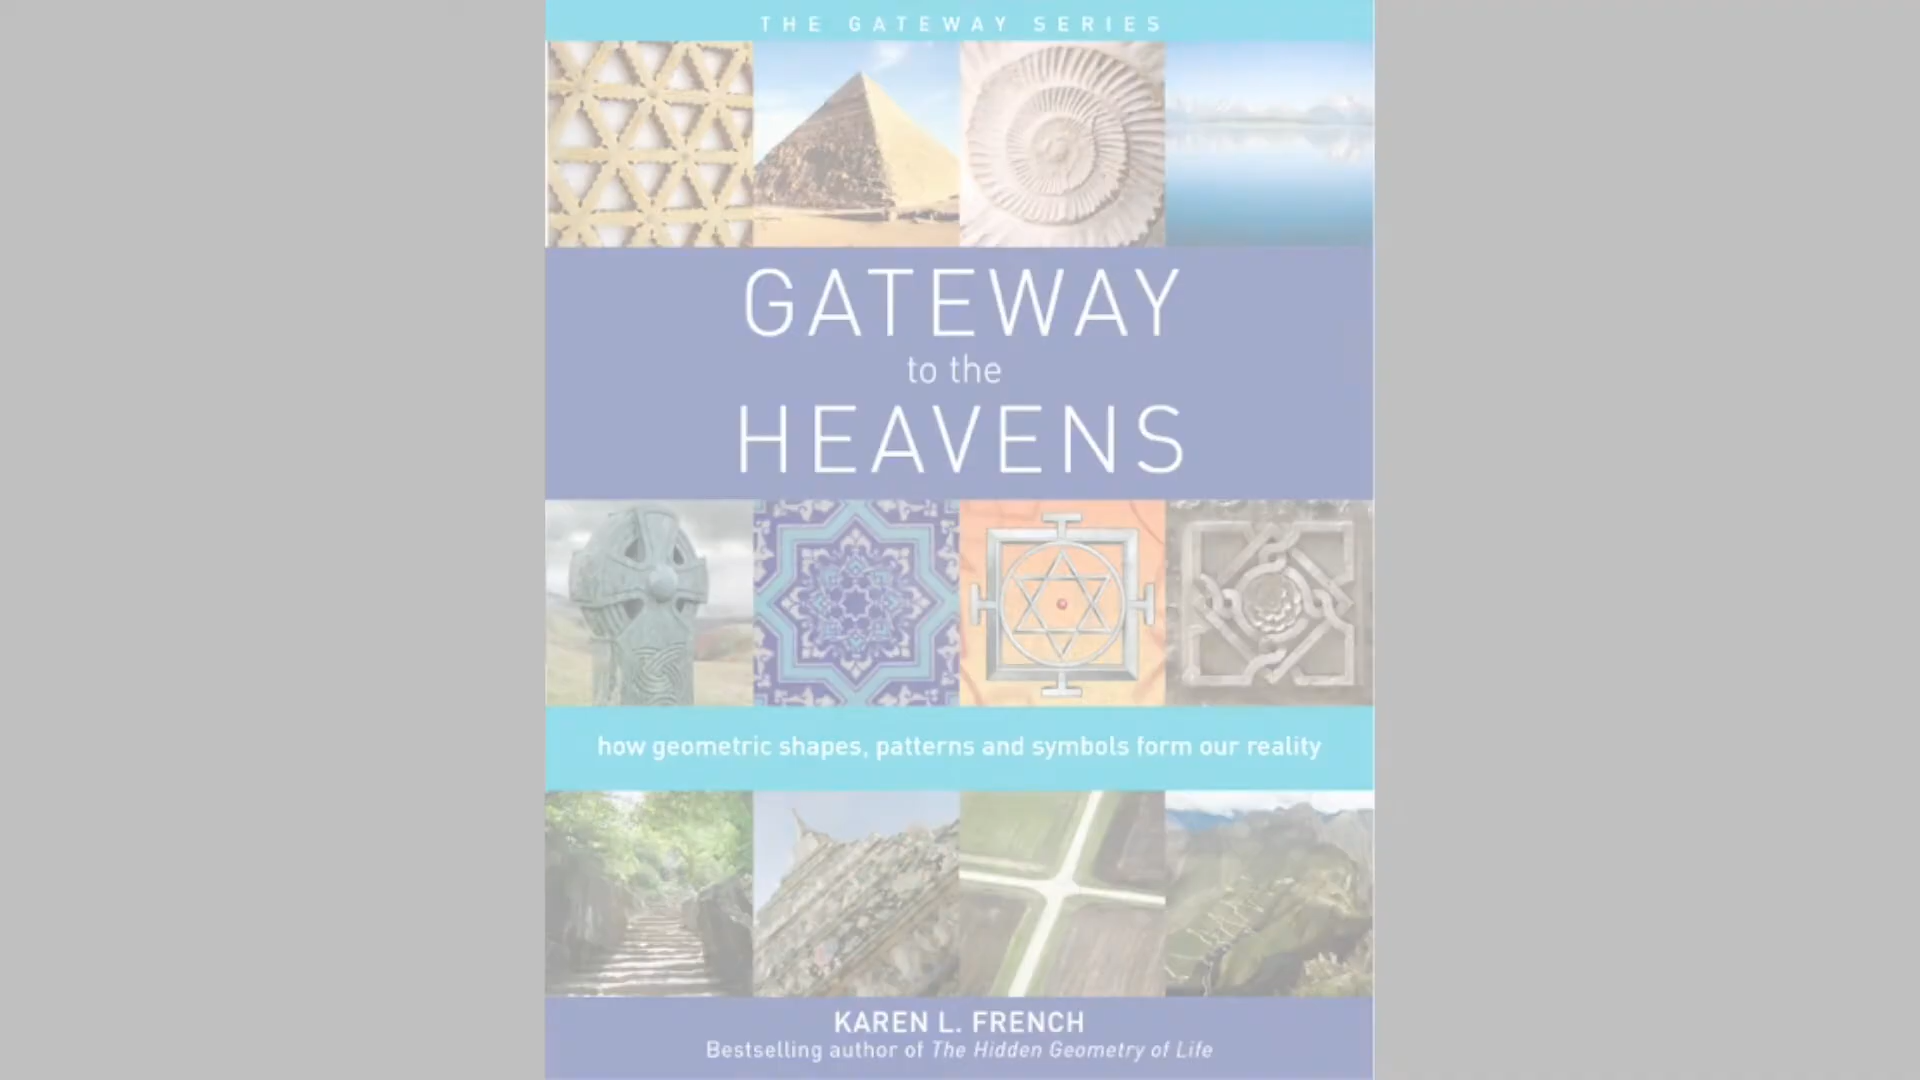 THE GATEWAY SERIES
GATEWAY
to the
HEAVENS
how geometric shapes, patterns and symbols form our reality
KAREN L. FRENCH
Bestselling author of The Hidden Geometry of Life